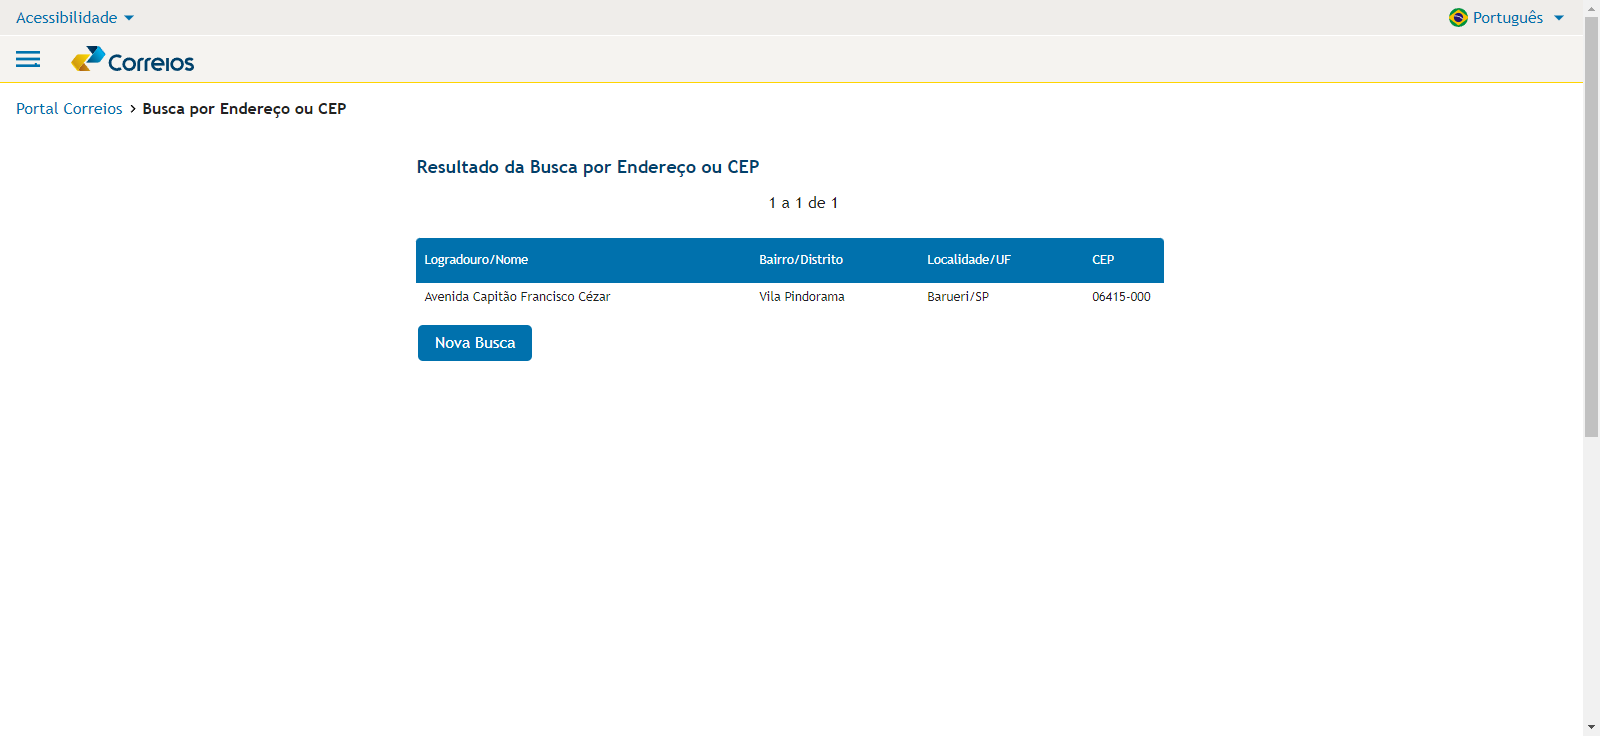 Acessibilidade
Português
Correios
Portal Correios > Busca por Endereço ou CEP
Resultado da Busca por Endereço ou CEP
1 a 1 de 1
Logradouro/Nome Bairro/Distrito Localidade/UF CEP
Avenida Capitão Francisco Cézar Vila Pindorama Barueri/SP 06415-000
Nova Busca